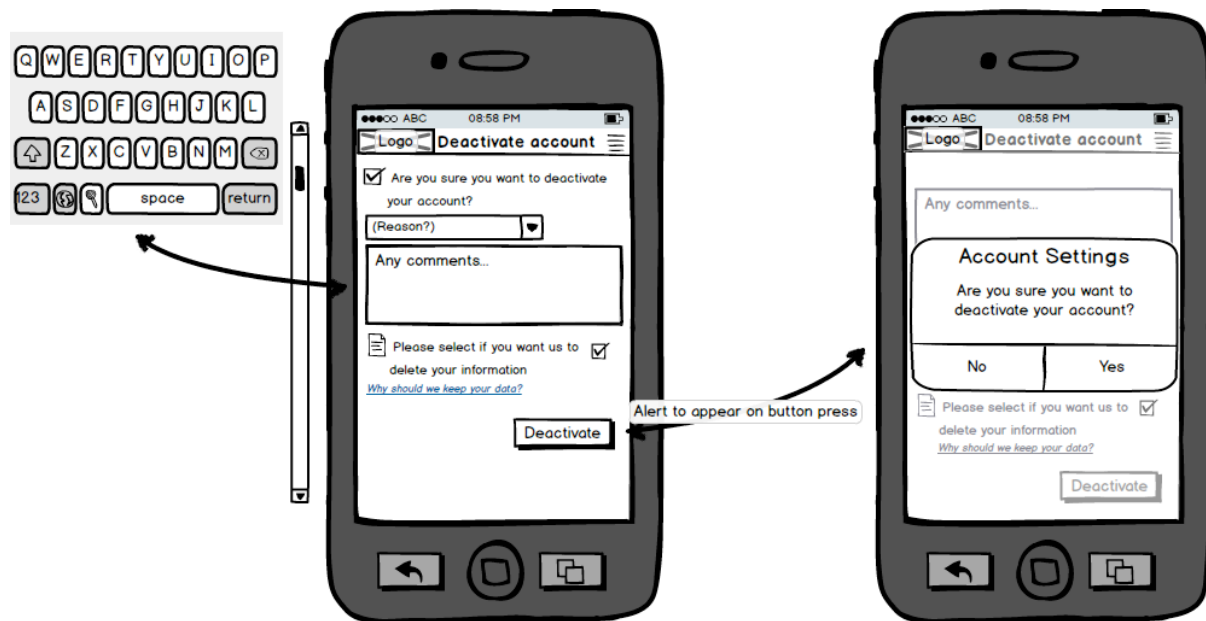 Q W E R T Y U I O P
A S D F G H J K L
Z X C V B N M
123 space return
ABC 08:58 PM
Logo Deactivate account
Are you sure you want to deactivate
your account?
(Reason?)
Any comments...
Please select if you want us to
delete your information
Why should we keep your data?
Deactivate
Alert to appear on button press
ABC 08:58 PM
Logo Deactivate account
Any comments...
Account Settings
Are you sure you want to
deactivate your account?
No Yes
Please select if you want us to
delete your information
Why should we keep your data?
Deactivate